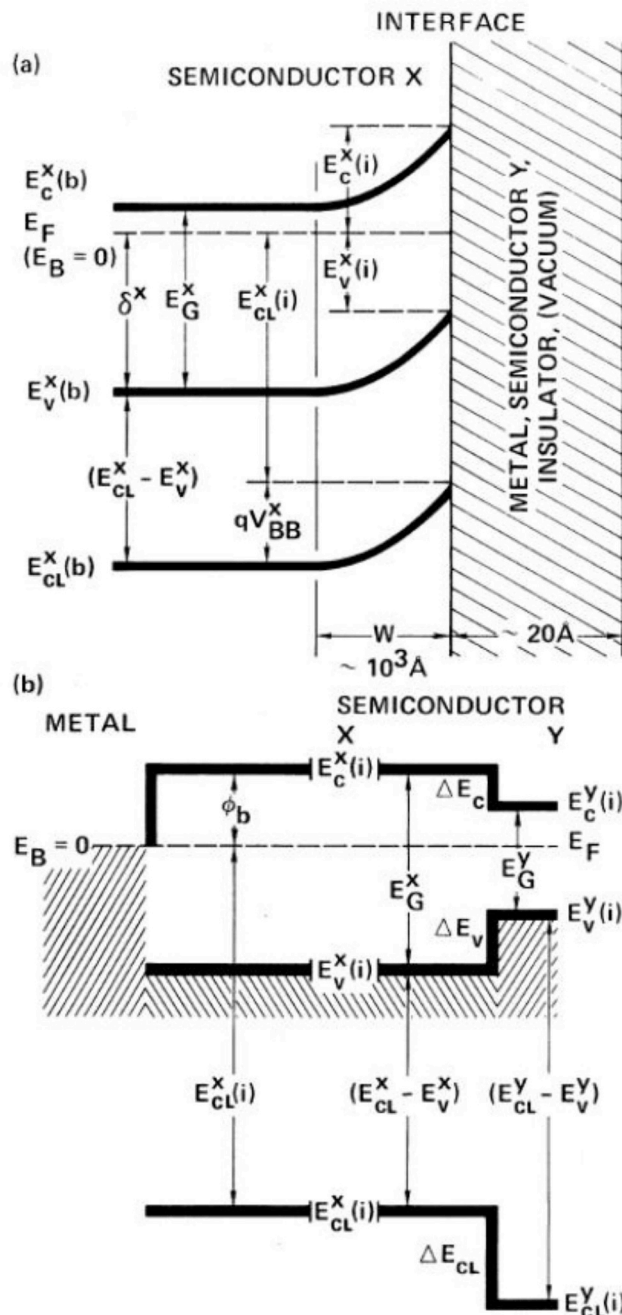 INTERFACE
(a)
SEMICONDUCTOR X
E_c^x(b)
E_F
(E_B = 0)
E_c^x(i)
E_v^x(i)
δ^x
E_G^x
E_CL^x(i)
E_v^x(b)
(E_CL^x − E_v^x)
qV_BB^x
E_CL^x(b)
METAL, SEMICONDUCTOR Y,
INSULATOR, (VACUUM)
W
~ 10³Å
~ 20Å
(b)
METAL
SEMICONDUCTOR
X
Y
E_c^x(i)
ΔE_c
E_c^y(i)
ϕ_b
E_B = 0
E_F
E_G^x
E_G^y
ΔE_v
E_v^y(i)
E_v^x(i)
E_CL^x(i)
(E_CL^x − E_v^x)
(E_CL^y − E_v^y)
E_CL^x(i)
ΔE_CL
E_CL^y(i)